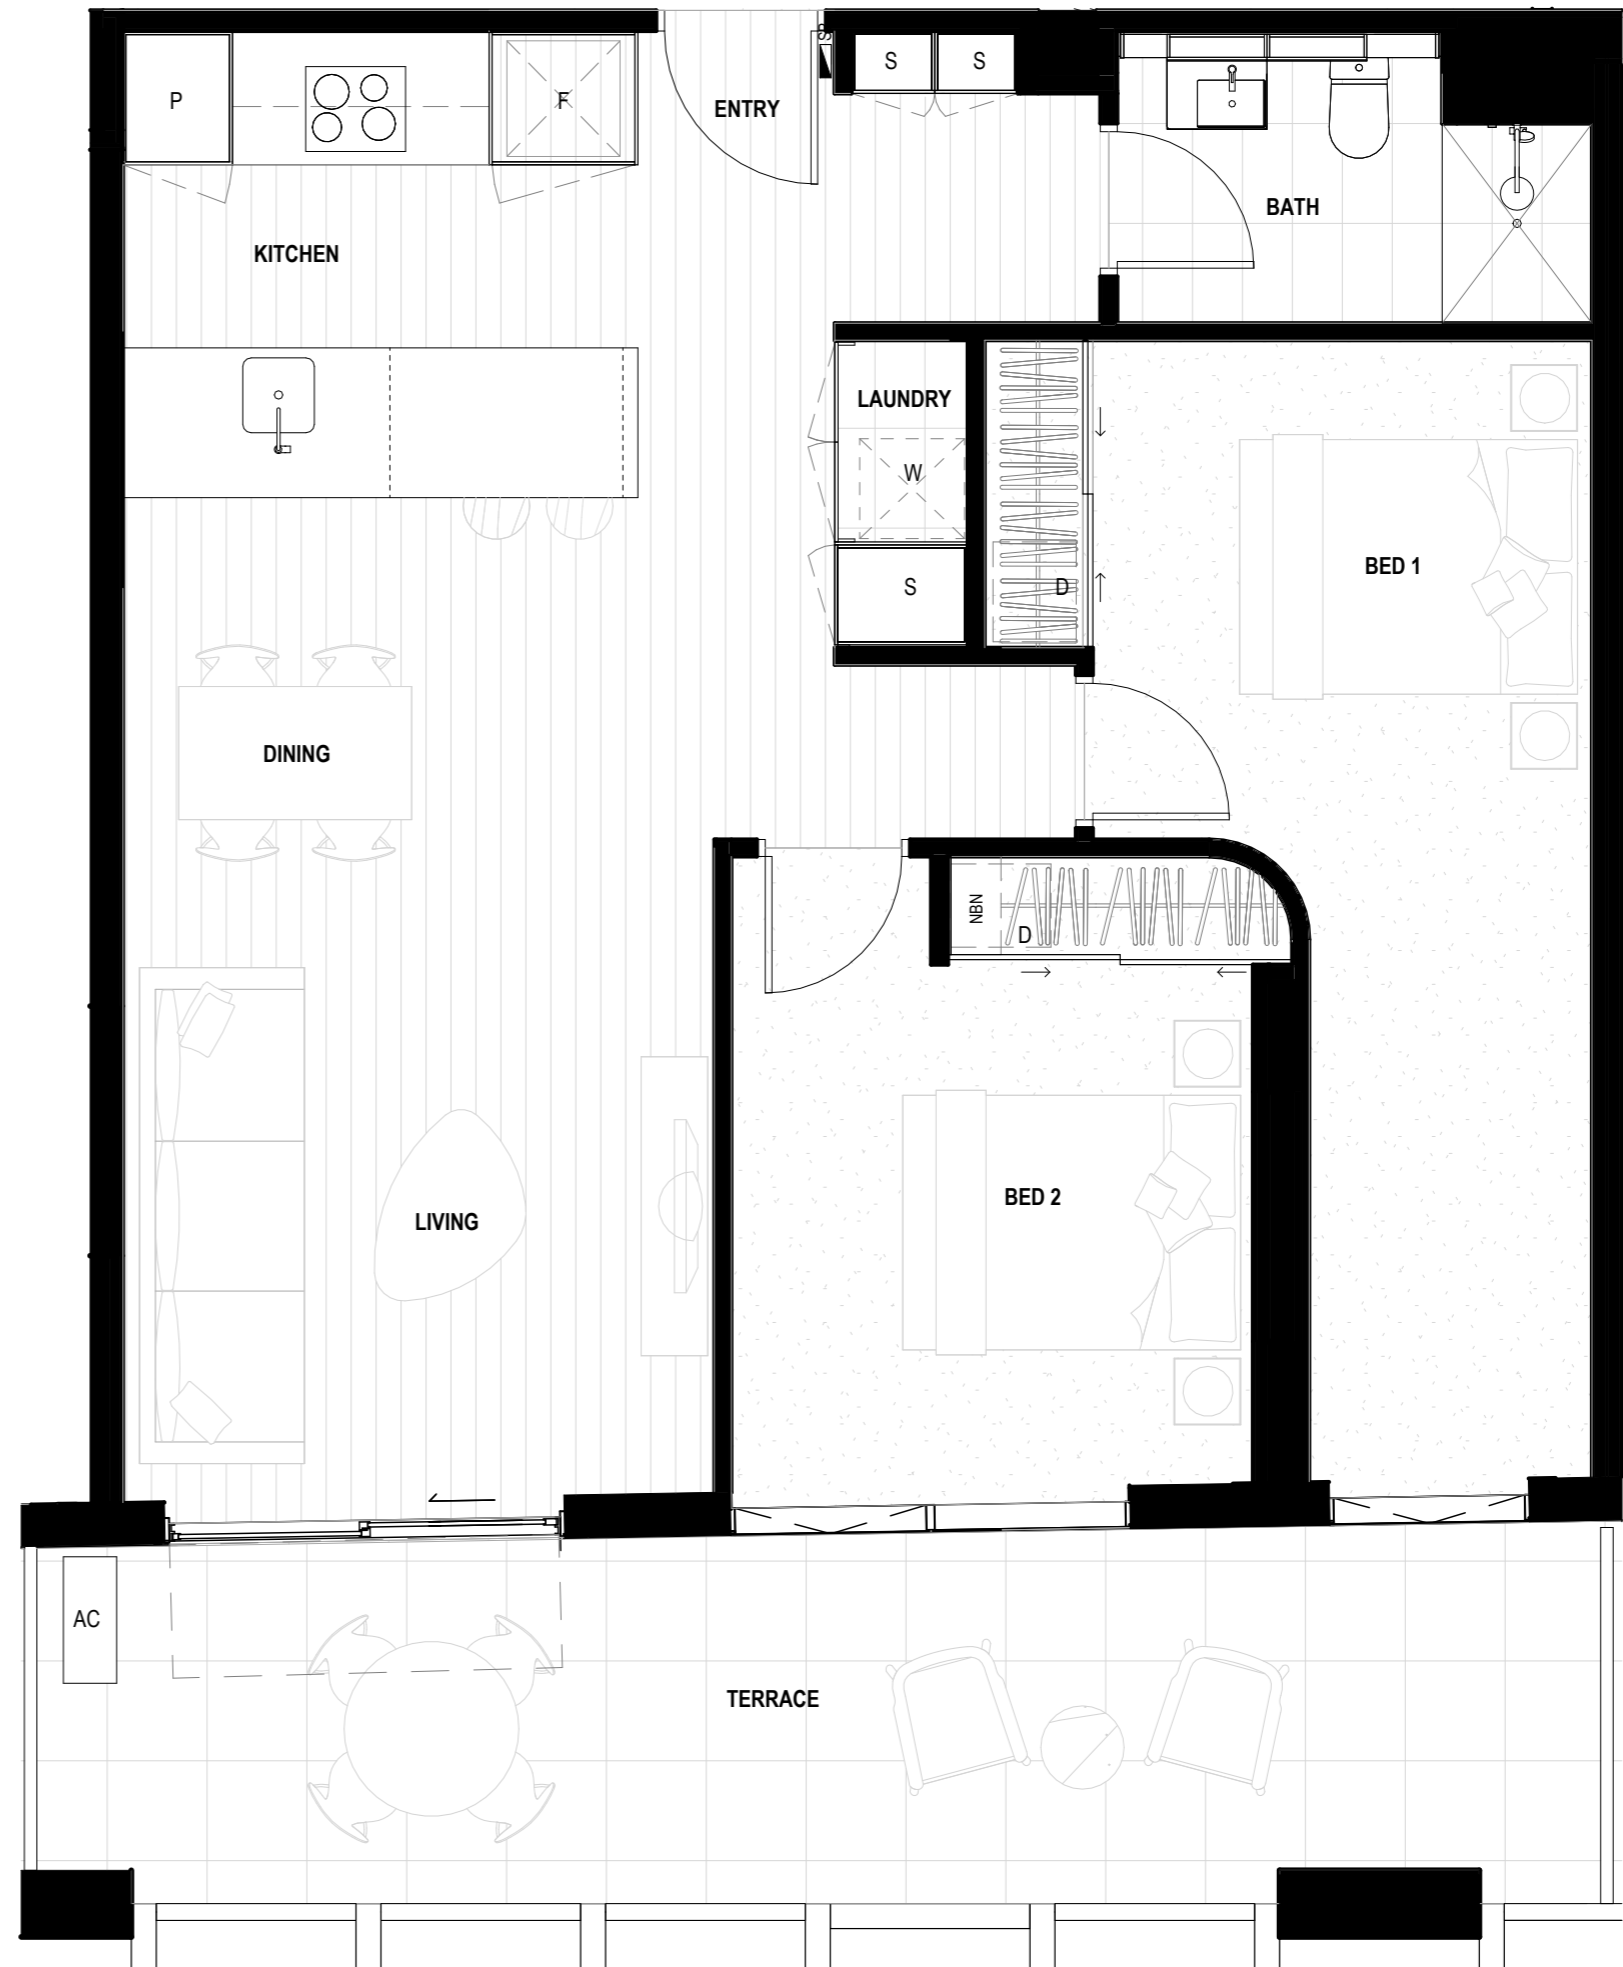 P
F
ENTRY
S
S
BATH
KITCHEN
LAUNDRY
W
S
D
BED 1
DINING
NBN
D
LIVING
BED 2
AC
TERRACE